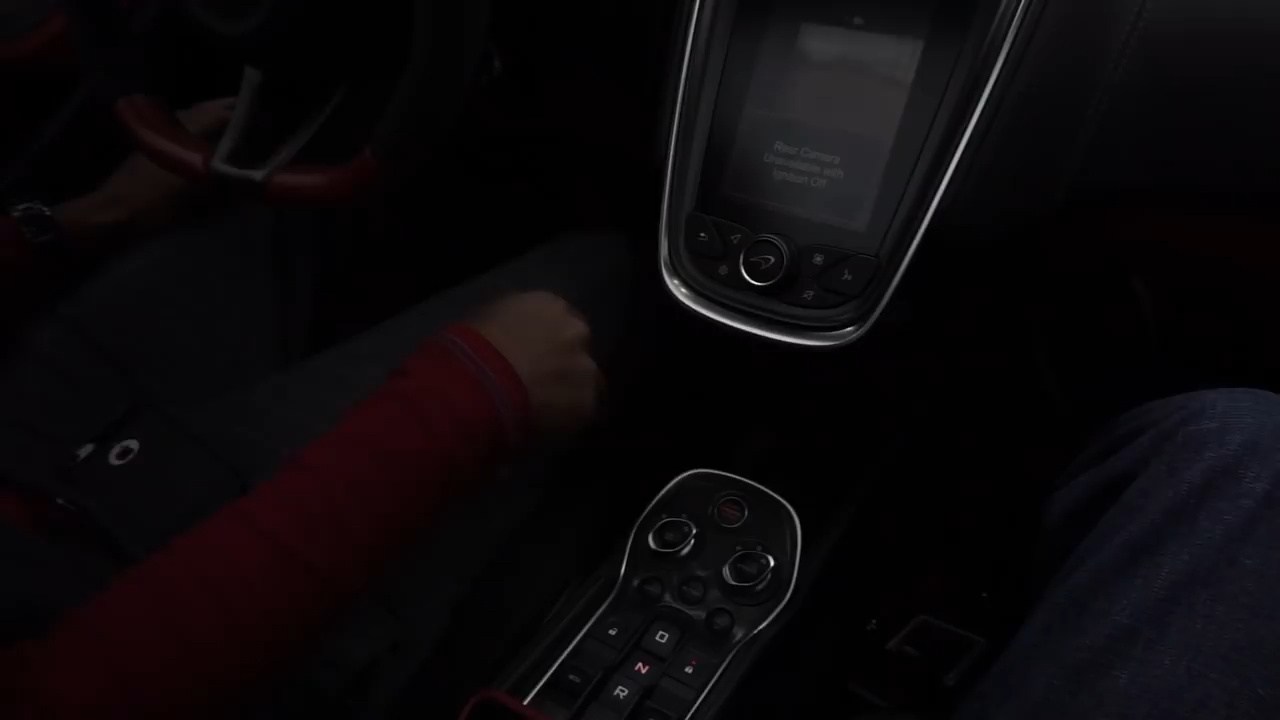 Rear Camera
Unavailable with
Ignition Off
D
N
R